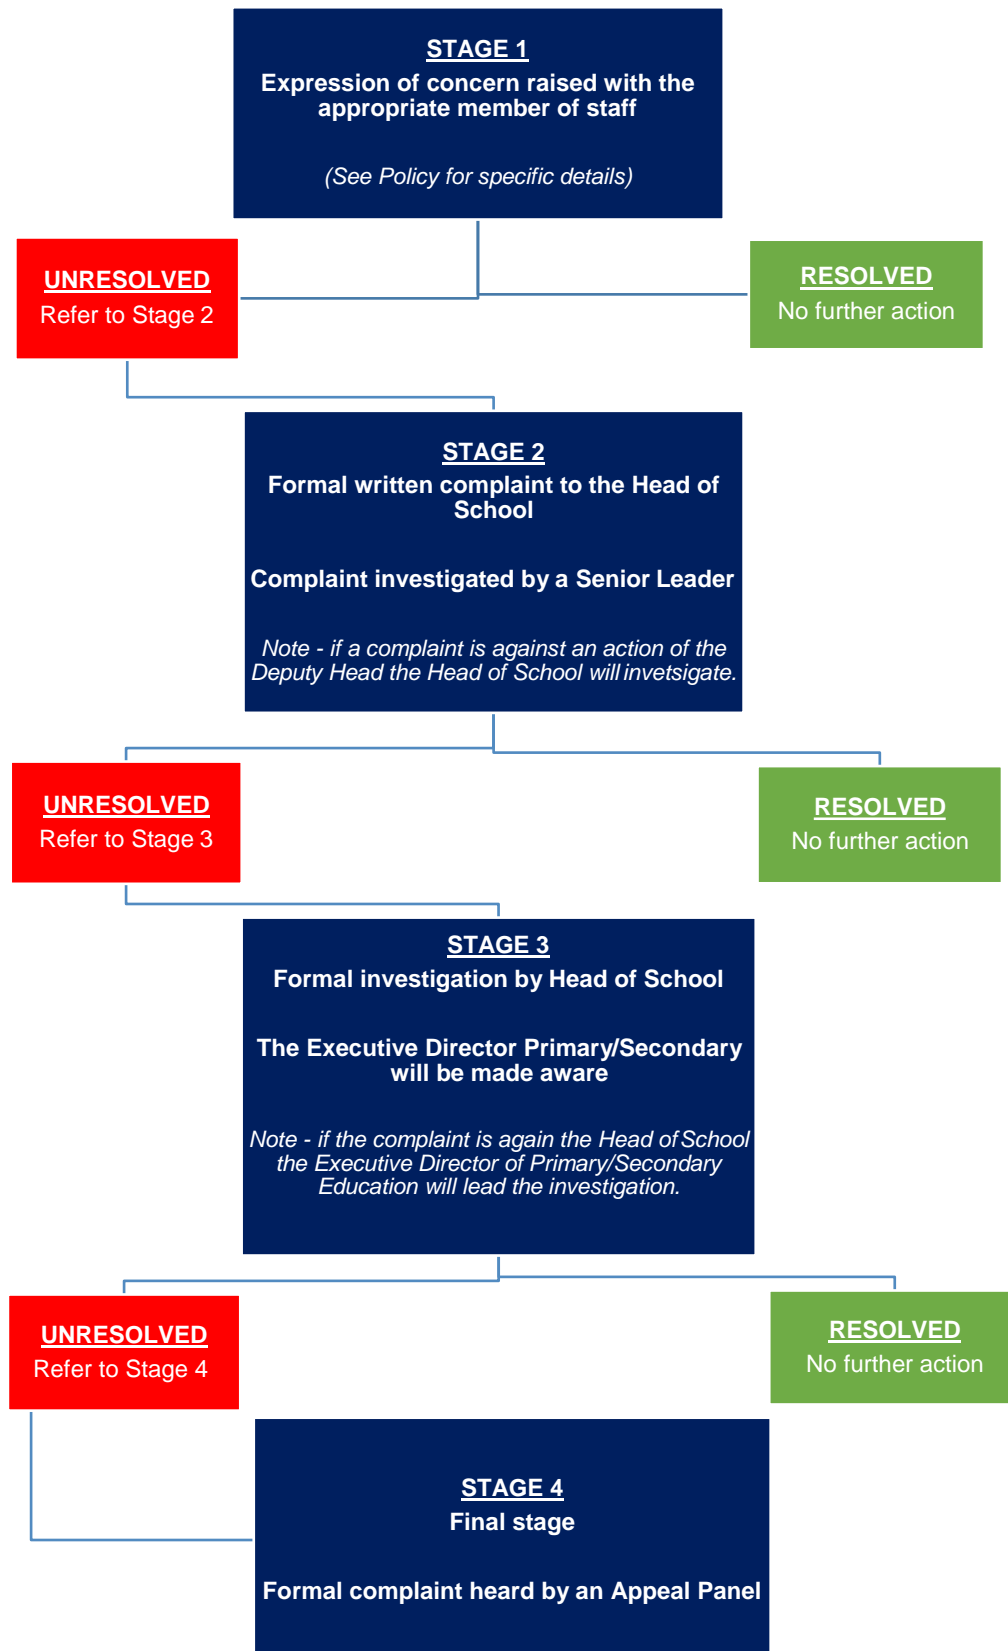 STAGE 1
Expression of concern raised with the
appropriate member of staff
(See Policy for specific details)
UNRESOLVED
Refer to Stage 2
RESOLVED
No further action
STAGE 2
Formal written complaint to the Head of
School
Complaint investigated by a Senior Leader
Note - if a complaint is against an action of the
Deputy Head the Head of School will invetsigate.
UNRESOLVED
Refer to Stage 3
RESOLVED
No further action
STAGE 3
Formal investigation by Head of School
The Executive Director Primary/Secondary
will be made aware
Note - if the complaint is again the Head of School
the Executive Director of Primary/Secondary
Education will lead the investigation.
UNRESOLVED
Refer to Stage 4
RESOLVED
No further action
STAGE 4
Final stage
Formal complaint heard by an Appeal Panel